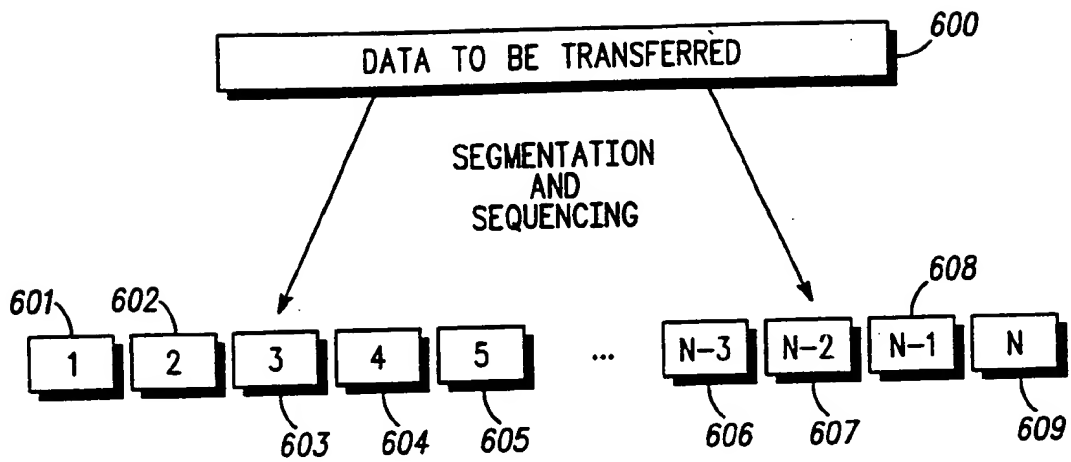 600
DATA TO BE TRANSFERRED
SEGMENTATION
AND
SEQUENCING
601 602 608
1 2 3 4 5 ... N-3 N-2 N-1 N
603 604 605 606 607 609